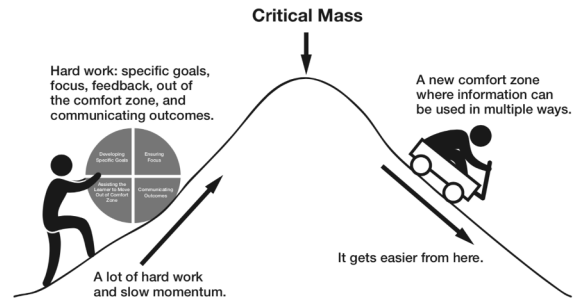 Critical Mass
Hard work: specific goals,
focus, feedback, out of
the comfort zone, and
communicating outcomes.
Developing
Specific Goals
Ensuring
Focus
Assisting the
Learner to Move
Out of Comfort
Zone
Communicating
Outcomes
A lot of hard work
and slow momentum.
A new comfort zone
where information can
be used in multiple ways.
It gets easier from here.